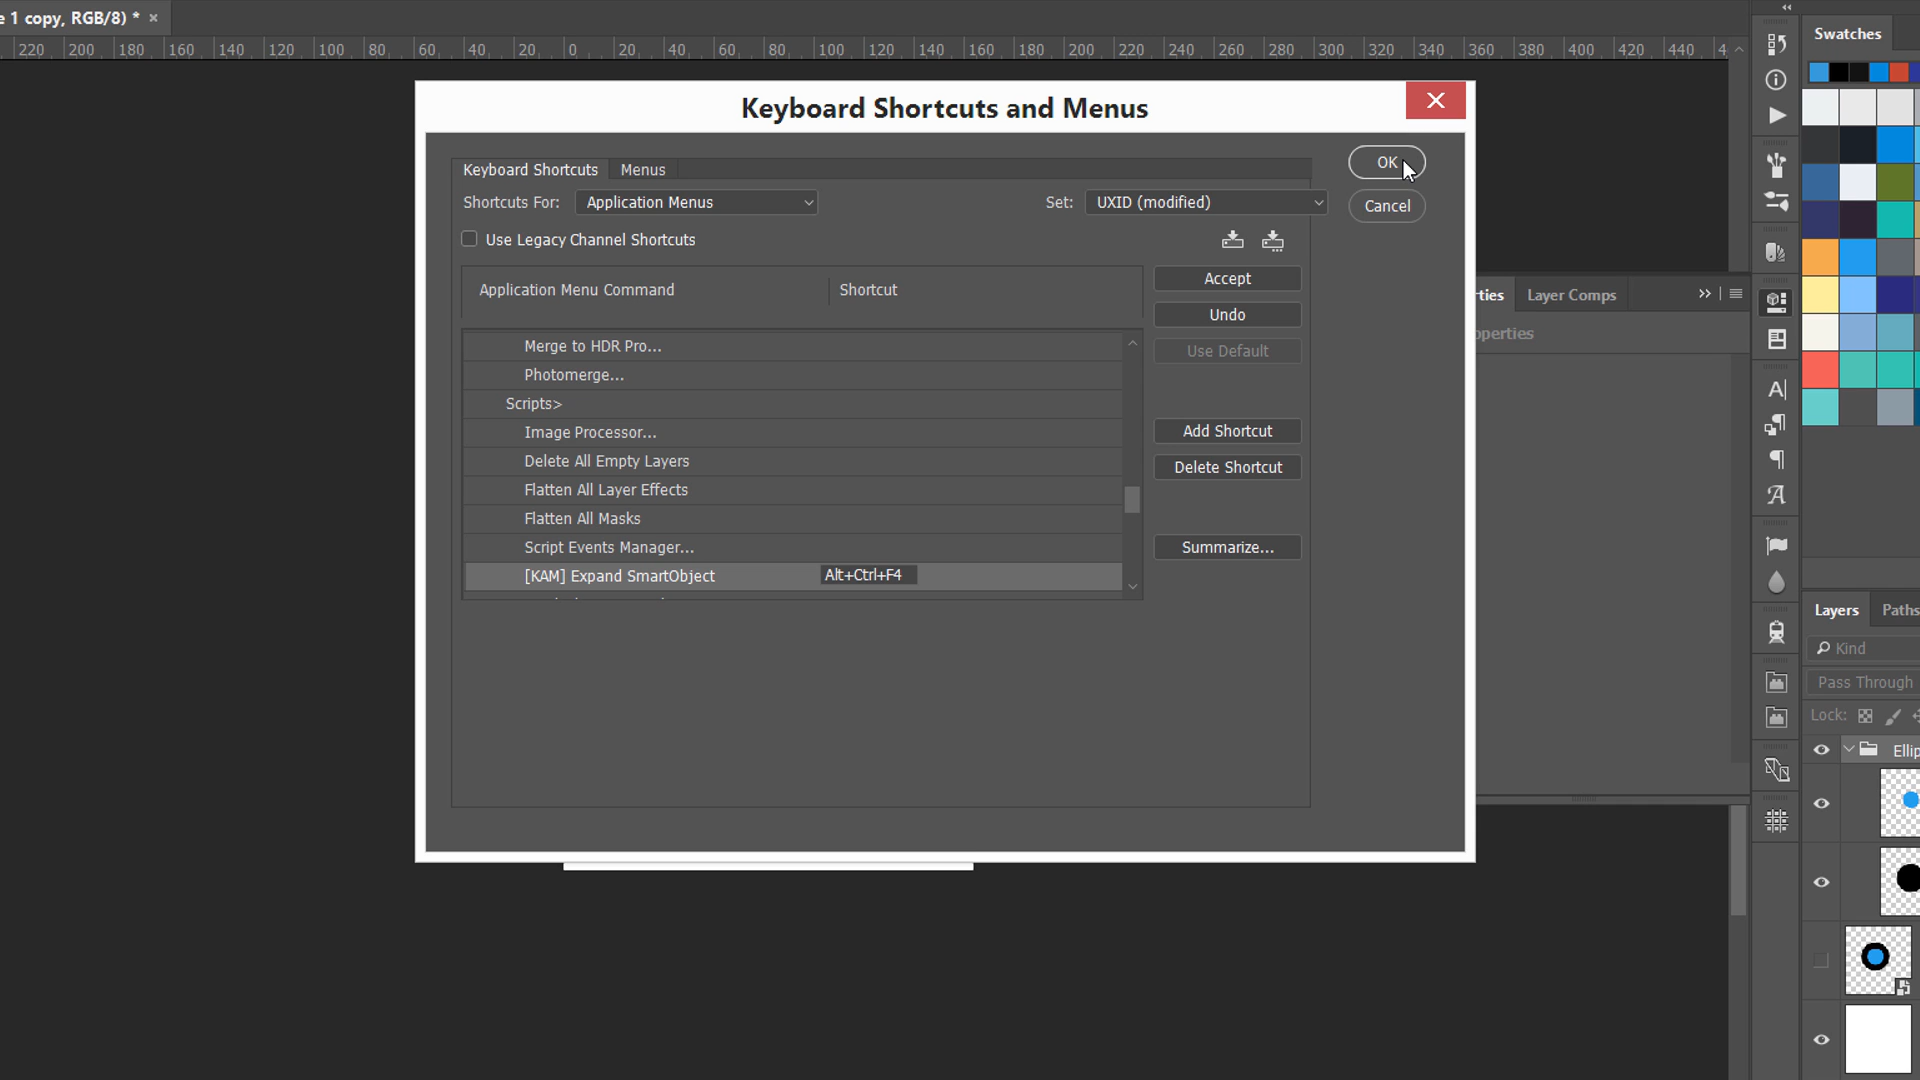 e 1 copy, RGB/8) * ×
220 200 180 160 140 120 100 80 60 40 20 0 20 40 60 80 100 120 140 160 180 200 220 240 260 280 300 320 340 360 380 400 420 440 4
Swatches
Keyboard Shortcuts and Menus
Keyboard Shortcuts Menus
OK
Shortcuts For: Application Menus Set: UXID (modified)
Cancel
Use Legacy Channel Shortcuts
Application Menu Command Shortcut
Accept
Undo
Use Default
Add Shortcut
Delete Shortcut
Summarize...
Merge to HDR Pro...
Photomerge...
Scripts>
Image Processor...
Delete All Empty Layers
Flatten All Layer Effects
Flatten All Masks
Script Events Manager...
[KAM] Expand SmartObject Alt+Ctrl+F4
rties Layer Comps
operties
Layers Paths
Kind
Pass Through
Lock:
Ellip